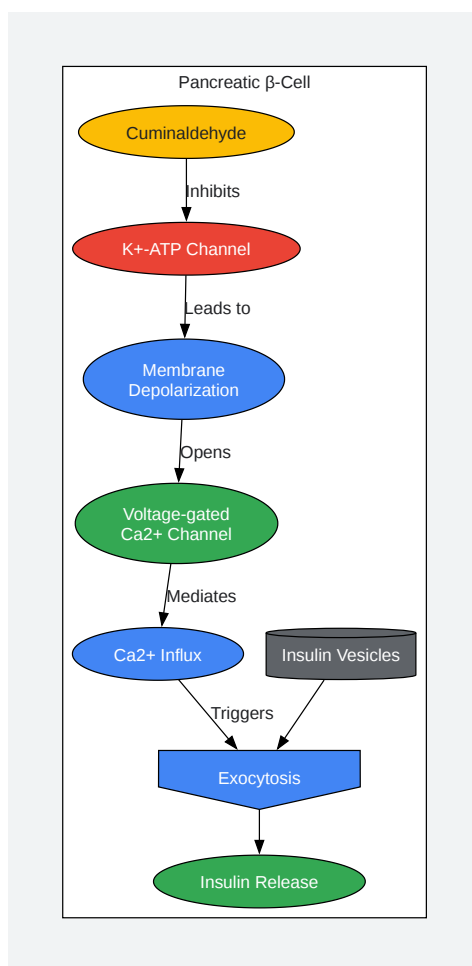 Pancreatic β-Cell
Cuminaldehyde
Inhibits
K+-ATP Channel
Leads to
Membrane
Depolarization
Opens
Voltage-gated
Ca2+ Channel
Mediates
Ca2+ Influx
Insulin Vesicles
Triggers
Exocytosis
Insulin Release